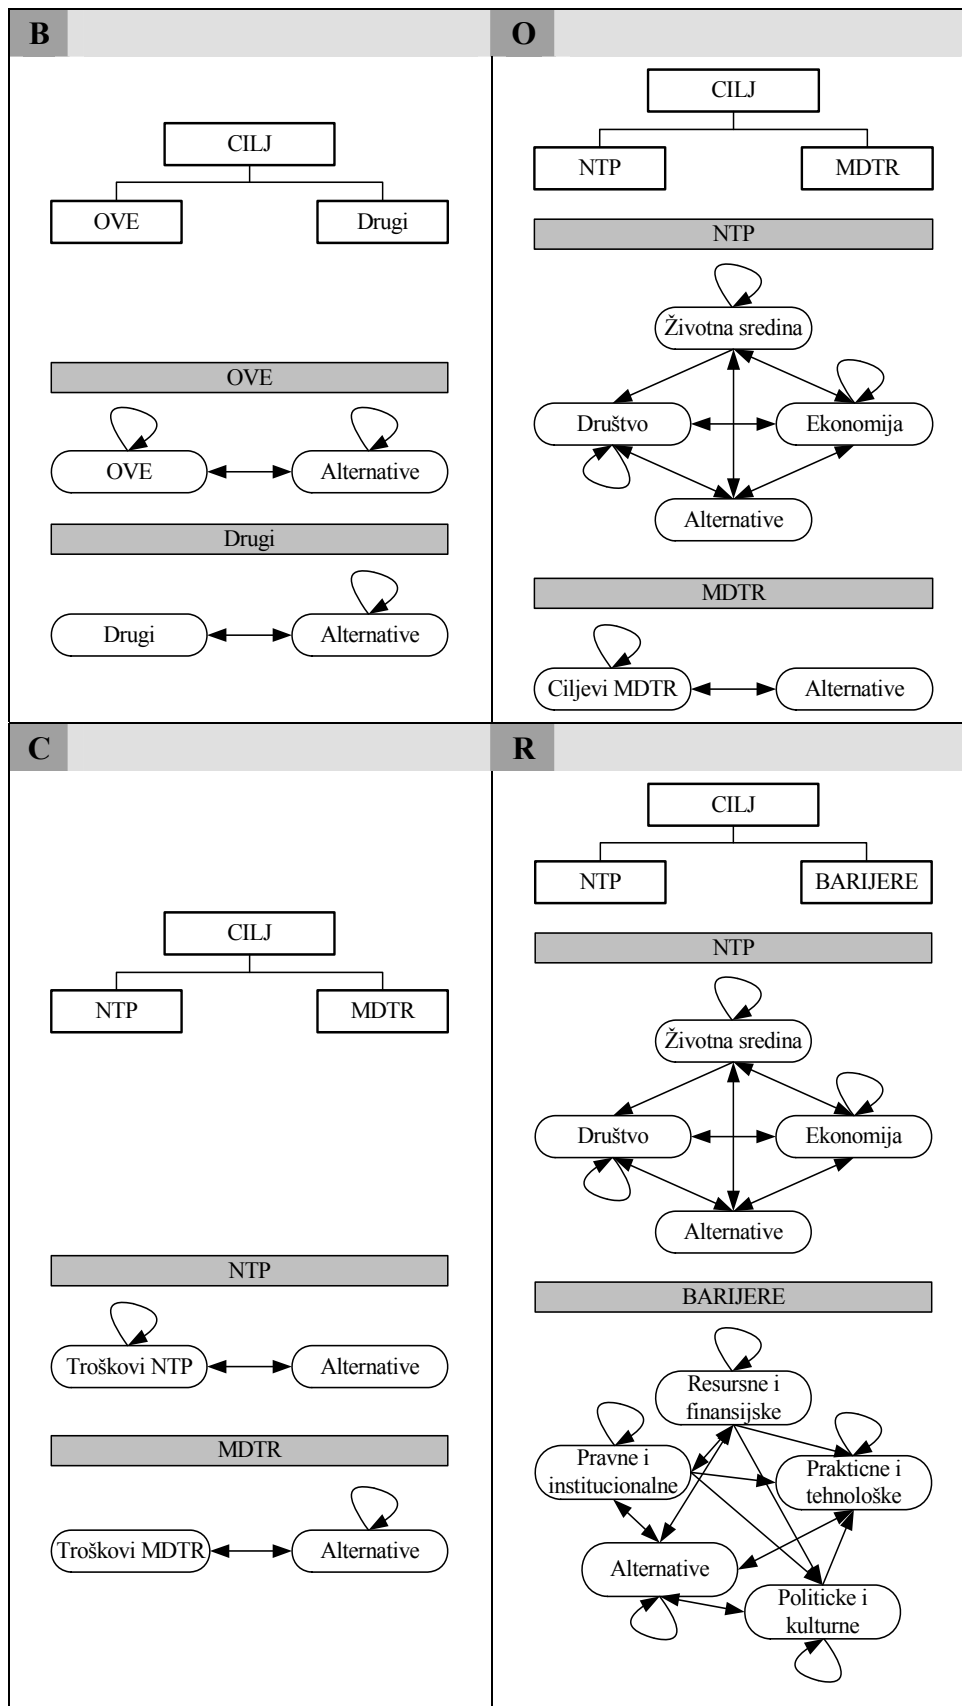 B
CILJ
OVE
Drugi
OVE
OVE
Alternative
Drugi
Drugi
Alternative
O
CILJ
NTP
MDTR
NTP
Životna sredina
Društvo
Ekonomija
Alternative
MDTR
Ciljevi MDTR
Alternative
C
CILJ
NTP
MDTR
NTP
Troškovi NTP
Alternative
MDTR
Troškovi MDTR
Alternative
R
CILJ
NTP
BARIJERE
NTP
Životna sredina
Društvo
Ekonomija
Alternative
BARIJERE
Resursne i
finansijske
Pravne i
institucionalne
Prakticne i
tehnološke
Alternative
Politicke i
kulturne